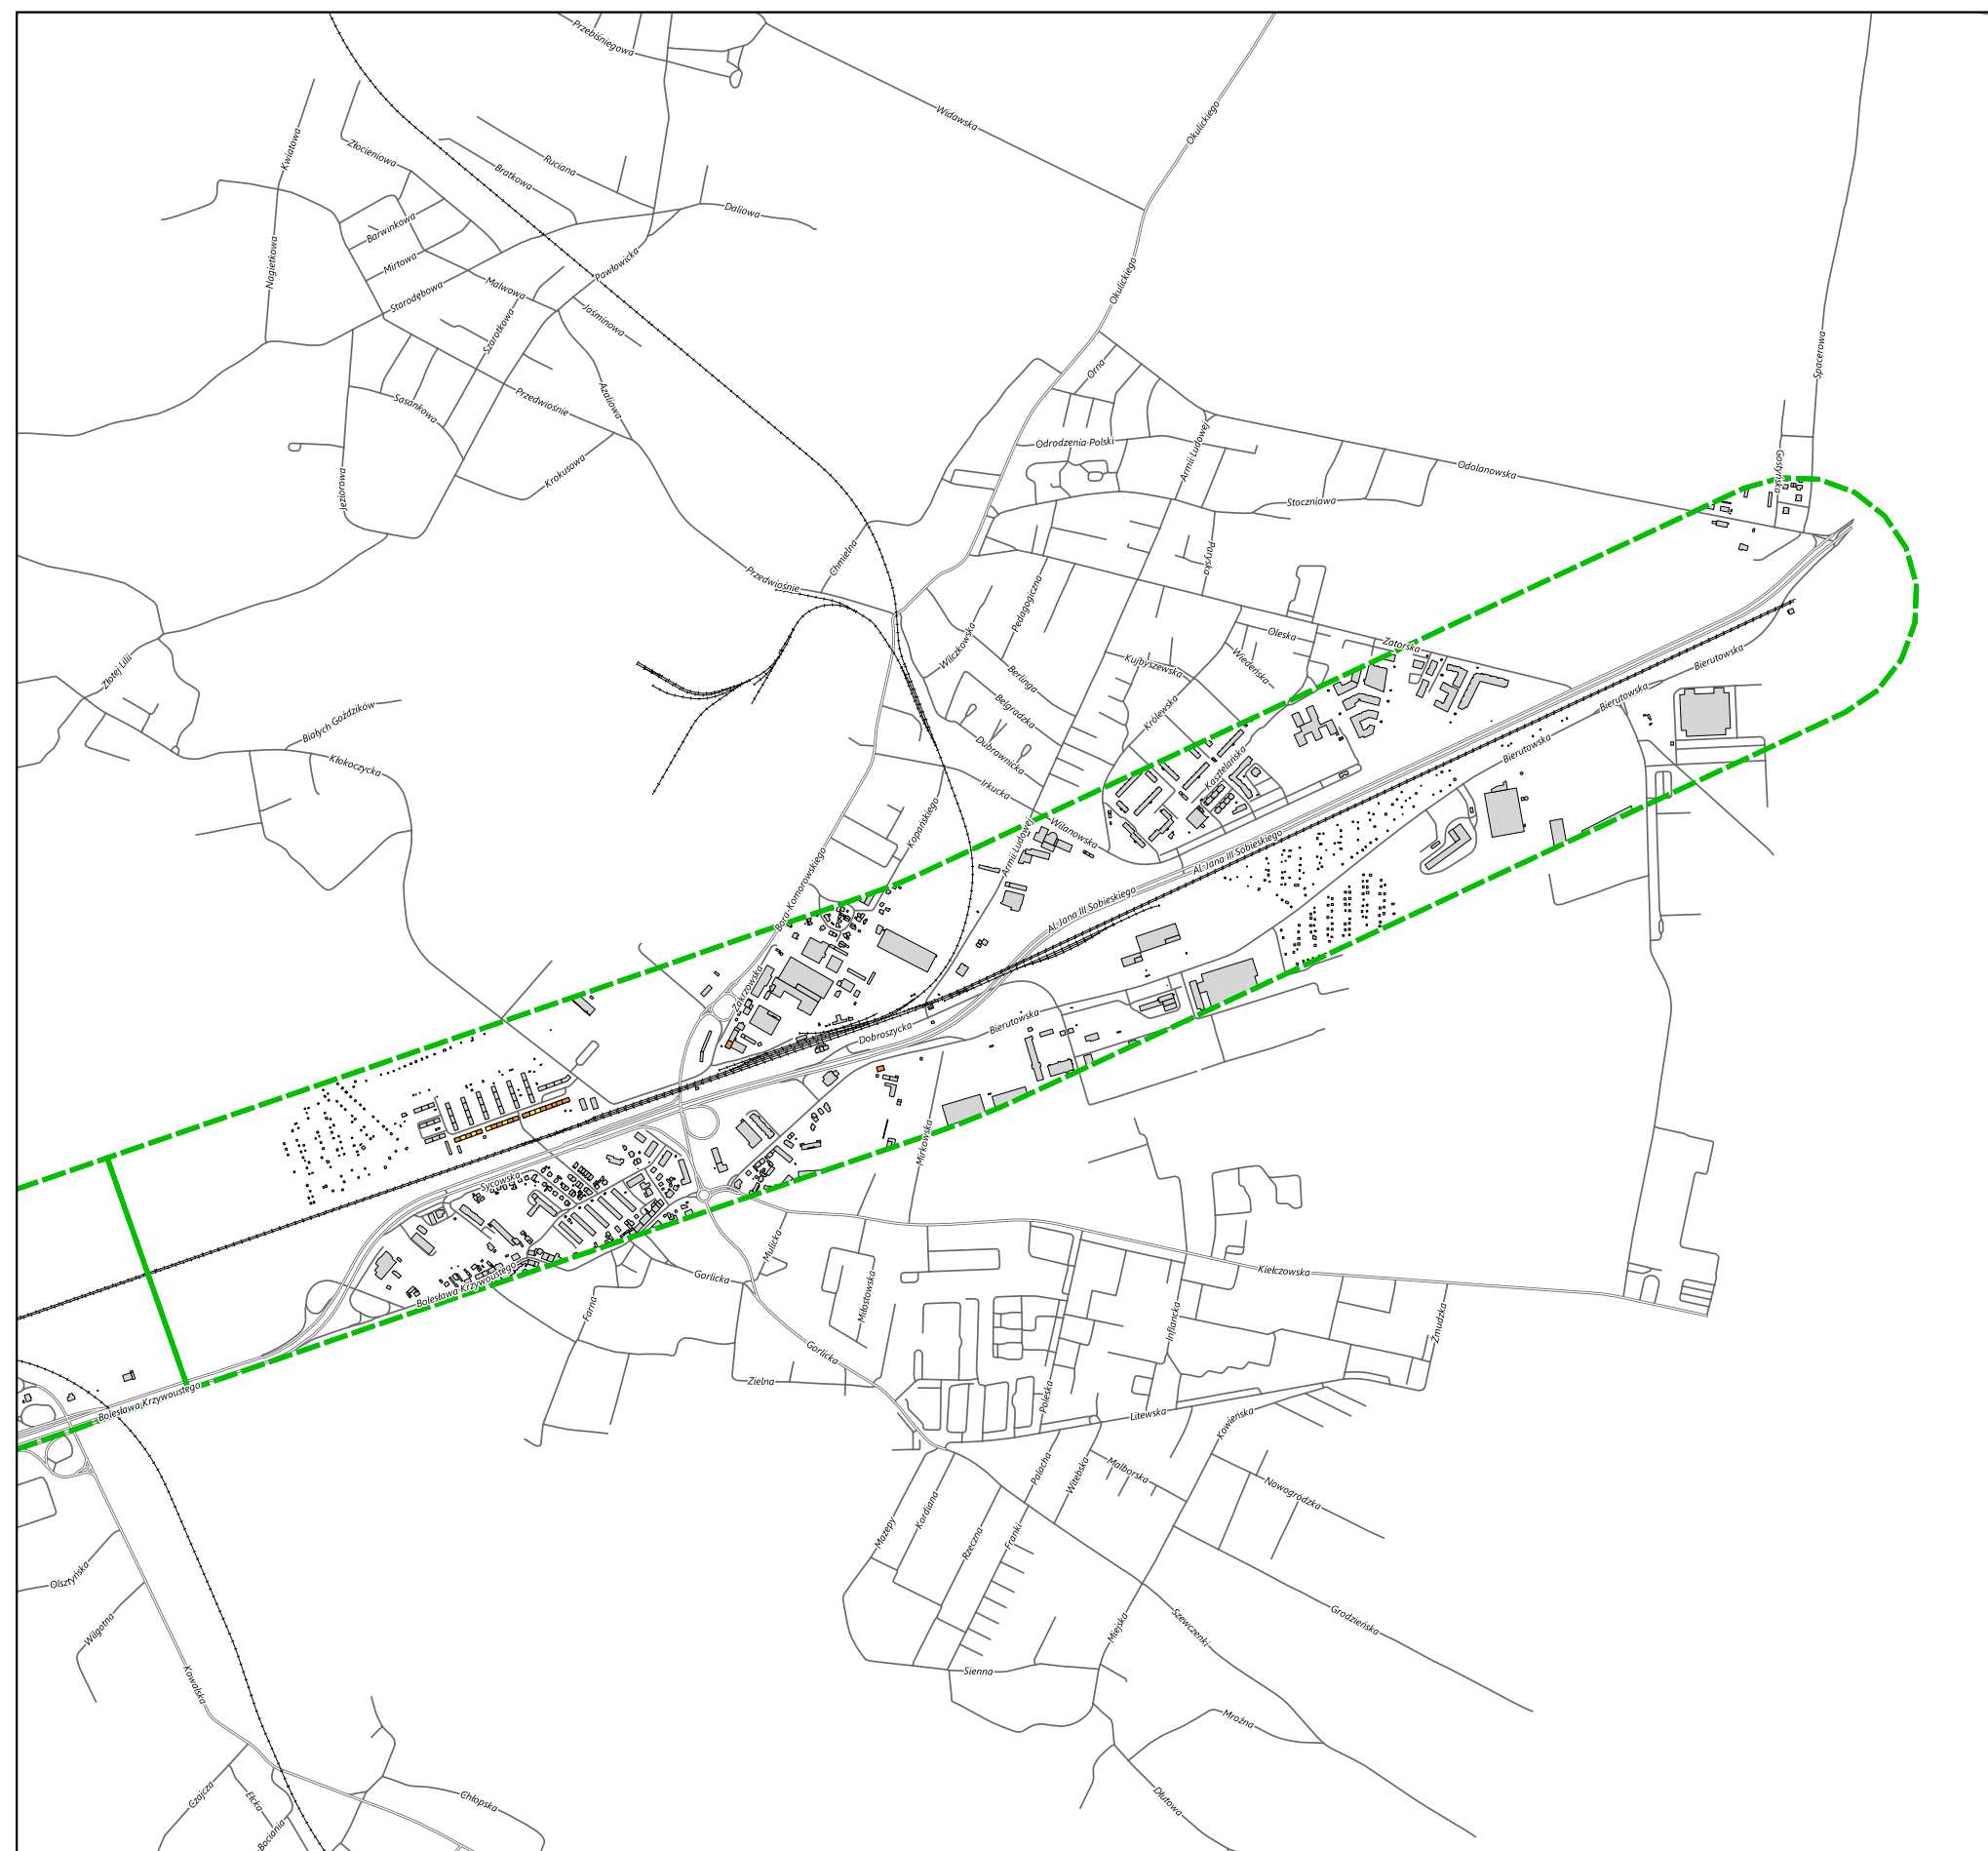 Przebiśniegowa
Widawska
Okulickiego
Kwiatowa
Złocieniowa
Bratkowa
Ruciana
Daliowa
Barwinkowa
Nagietkowa
Mirtowa
Pawłowicka
Okulickiego
Starodębowa
Malwowa
Jaśminowa
Szarotkowa
Spacerowa
Orna
Sasankowa
Przedwiośnie
Azaliowa
Odrodzenia Polski
Armii Ludowej
Jeziorowa
Krokusowa
Odolanowska
Gostyńska
Stoczniowa
Chmielna
Paryska
Przedwiośnie
Pedagogiczna
Wilczkowska
Oleska
Zatorska
Złotej Lilii
Berlinga
Kujbyszewska
Wiedeńska
Bierutowska
Białych Goździków
Belgradzka
Królewska
Bierutowska
Kłokoczycka
Dubrownicka
Kasztelańska
Bierutowska
Irkucka
Kopańskiego
Wilanowska
Armii Ludowej
Al. Jana III Sobieskiego
Bora-Komorowskiego
Al. Jana III Sobieskiego
Zakrzowska
Dobroszycka
Bierutowska
Mirkowska
Sycowska
Mulicka
Gorlicka
Kiełczowska
Bolesława Krzywoustego
Farna
Miłostowska
Inflancka
Żmudzka
Gorlicka
Zielna
Poleska
Bolesława Krzywoustego
Litewska
Kowieńska
Palacha
Witebska
Malborska
Nowogródzka
Mazepy
Kordiana
Rzeczna
Franki
Olsztyńska
Wilgotna
Miejska
Szewczenki
Grodzieńska
Kowalska
Sienna
Mroźna
Czajcza
Ełcka
Chłopska
Dłutowa
Bociania